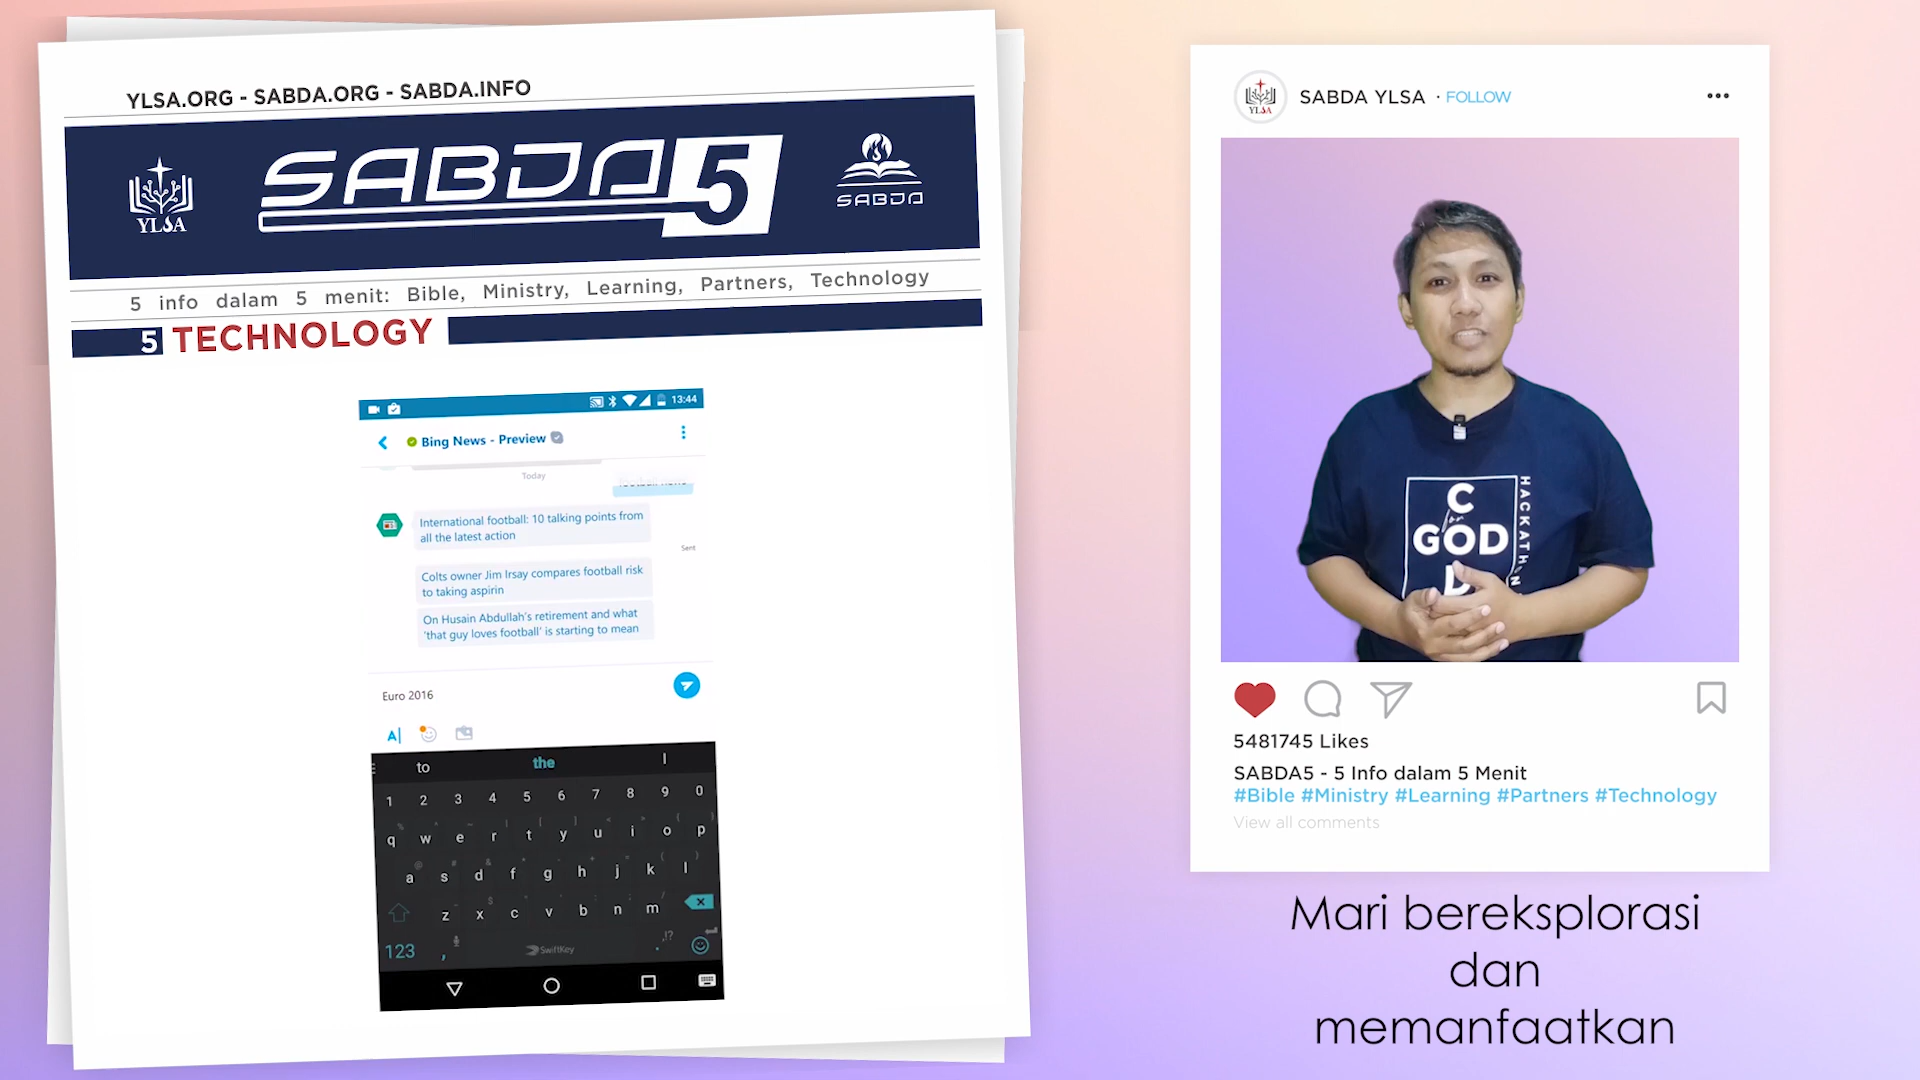 YLSA.ORG - SABDA.ORG - SABDA.INFO
YLSA
SABDA5
SABDA
5 info dalam 5 menit: Bible, Ministry, Learning, Partners, Technology
5 TECHNOLOGY
13:44
Bing News - Preview
Today
International football: 10 talking points from
all the latest action
Sent
Colts owner Jim Irsay compares football risk
to taking aspirin
On Husain Abdullah's retirement and what
'that guy loves football' is starting to mean
Euro 2016
A
to the I
1 2 3 4 5 6 7 8 9 0
q w e r t y u i o p
a s d f g h j k l
z x c v b n m
123 , SwiftKey . ,!?
YLSA
SABDA YLSA · FOLLOW
C
for
GOD
D
HACKATH N
5481745 Likes
SABDA5 - 5 Info dalam 5 Menit
#Bible #Ministry #Learning #Partners #Technology
View all comments
Mari bereksplorasi
dan
memanfaatkan